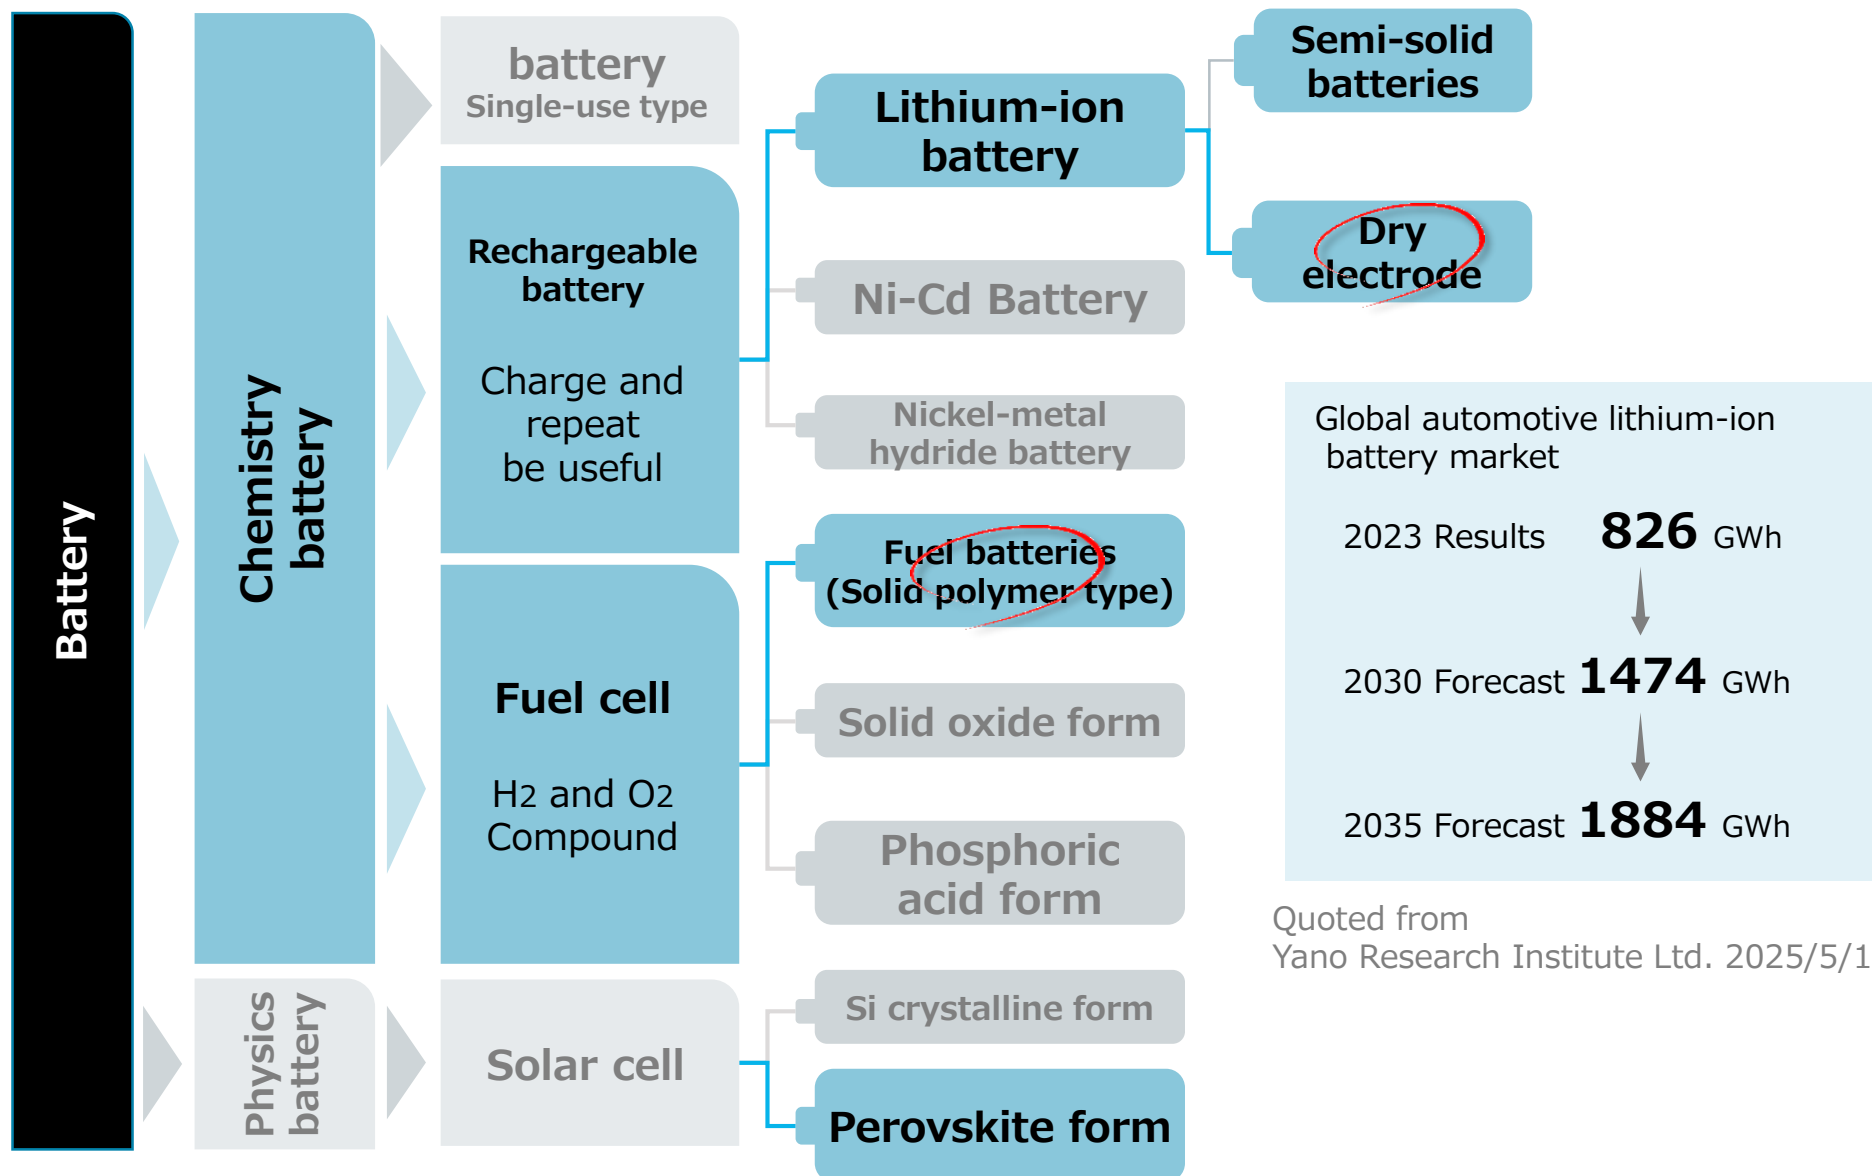 Battery
Chemistry
battery
Physics
battery
battery
Single-use type
Rechargeable
battery
Charge and
repeat
be useful
Fuel cell
H2 and O2
Compound
Solar cell
Lithium-ion
battery
Ni-Cd Battery
Nickel-metal
hydride battery
Fuel batteries
(Solid polymer type)
Solid oxide form
Phosphoric
acid form
Si crystalline form
Perovskite form
Semi-solid
batteries
Dry
electrode
Global automotive lithium-ion
battery market
2023 Results 826 GWh
2030 Forecast 1474 GWh
2035 Forecast 1884 GWh
Quoted from
Yano Research Institute Ltd. 2025/5/1